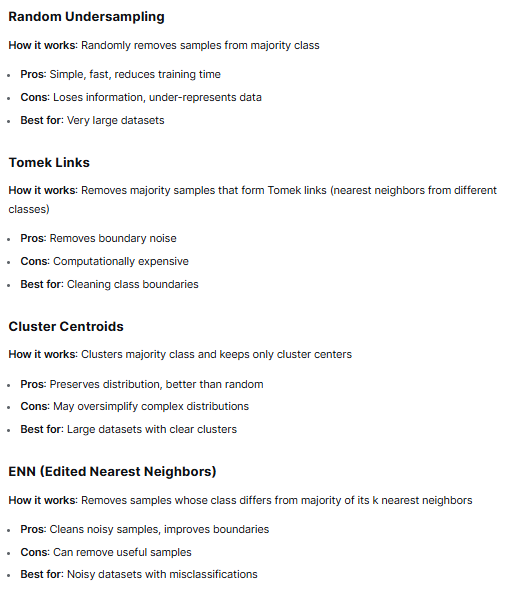 Random Undersampling
How it works: Randomly removes samples from majority class
• Pros: Simple, fast, reduces training time
• Cons: Loses information, under-represents data
• Best for: Very large datasets
Tomek Links
How it works: Removes majority samples that form Tomek links (nearest neighbors from different
classes)
• Pros: Removes boundary noise
• Cons: Computationally expensive
• Best for: Cleaning class boundaries
Cluster Centroids
How it works: Clusters majority class and keeps only cluster centers
• Pros: Preserves distribution, better than random
• Cons: May oversimplify complex distributions
• Best for: Large datasets with clear clusters
ENN (Edited Nearest Neighbors)
How it works: Removes samples whose class differs from majority of its k nearest neighbors
• Pros: Cleans noisy samples, improves boundaries
• Cons: Can remove useful samples
• Best for: Noisy datasets with misclassifications